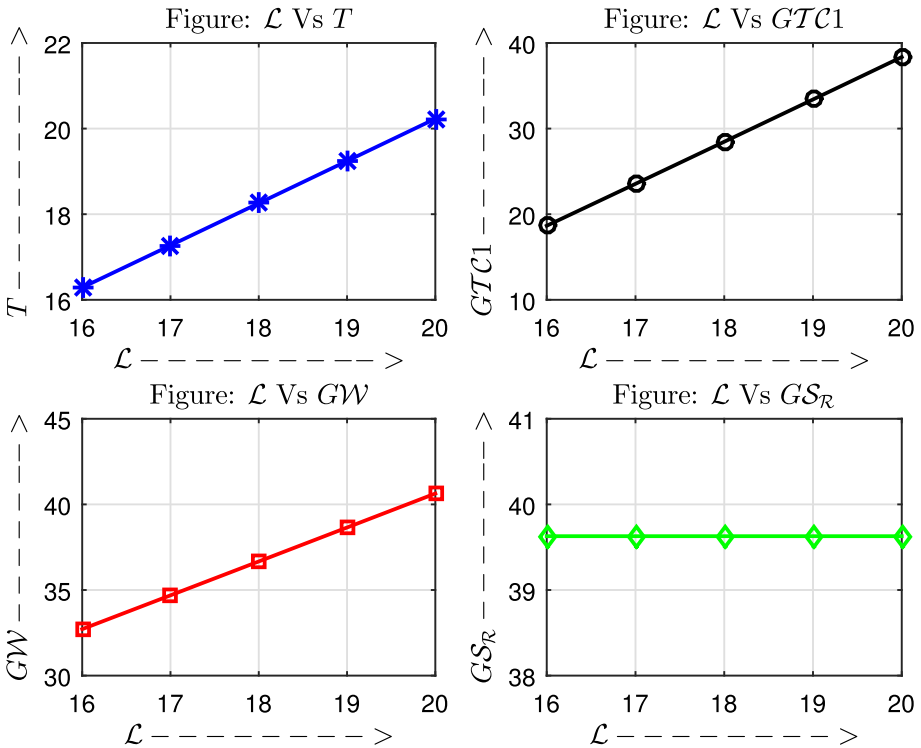 Figure: ℒ Vs T
T − − − − − − − >
22
20
18
16
16 17 18 19 20
ℒ − − − − − − − − − >
Figure: ℒ Vs G𝒯𝒞1
G𝒯𝒞1 − − − − − >
40
30
20
10
16 17 18 19 20
ℒ − − − − − − − − − >
Figure: ℒ Vs G𝒲
G𝒲 − − − − − − >
45
40
35
30
16 17 18 19 20
ℒ − − − − − − − − >
Figure: ℒ Vs G𝒮ℛ
G𝒮ℛ − − − − − − >
41
40
39
38
16 17 18 19 20
ℒ − − − − − − − − >